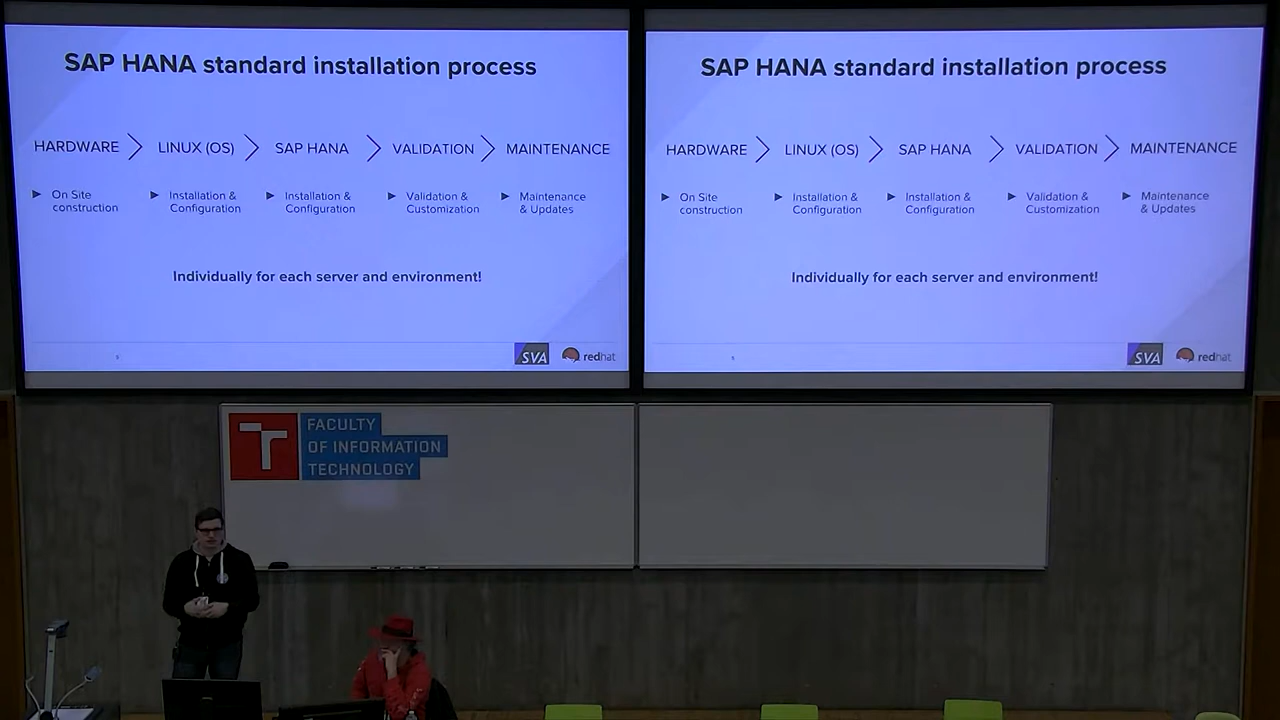 SAP HANA standard installation process
HARDWARE
LINUX (OS)
SAP HANA
VALIDATION
MAINTENANCE
On Site
construction
Installation &
Configuration
Installation &
Configuration
Validation &
Customization
Maintenance
& Updates
Individually for each server and environment!
SVA
redhat
SAP HANA standard installation process
HARDWARE
LINUX (OS)
SAP HANA
VALIDATION
MAINTENANCE
On Site
construction
Installation &
Configuration
Installation &
Configuration
Validation &
Customization
Maintenance
& Updates
Individually for each server and environment!
SVA
redhat
FACULTY
OF INFORMATION
TECHNOLOGY